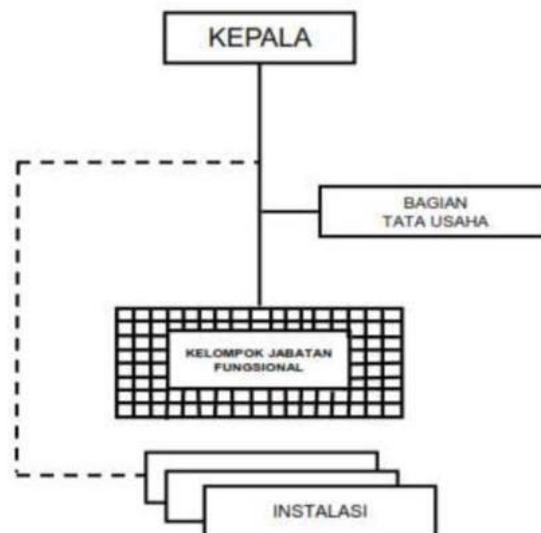 KEPALA
BAGIAN
TATA USAHA
KELOMPOK JABATAN
FUNGSIONAL
INSTALASI